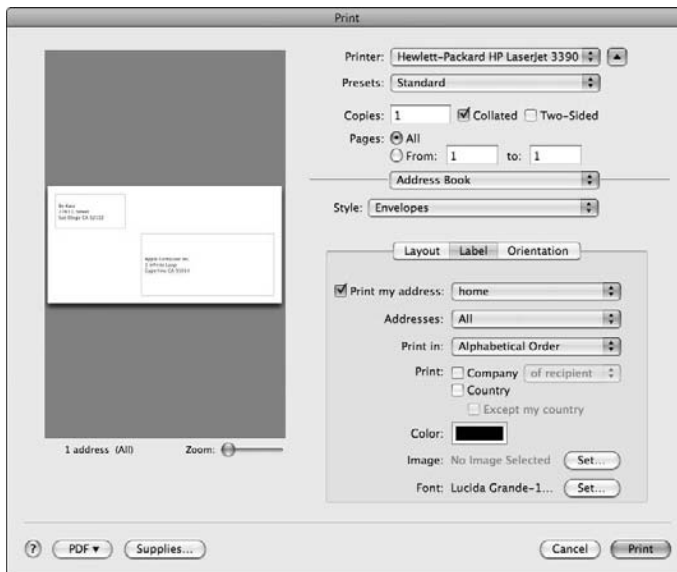 Print
Printer: Hewlett-Packard HP LaserJet 3390
Presets: Standard
Copies: 1 Collated Two-Sided
Pages: All
From: 1 to: 1
Address Book
Style: Envelopes
Layout Label Orientation
Print my address: home
Addresses: All
Print in: Alphabetical Order
Print: Company of recipient
Country
Except my country
Color:
Image: No Image Selected Set...
Font: Lucida Grande-1... Set...
Apple Computer Inc.
1 address (All) Zoom:
? PDF Supplies... Cancel Print